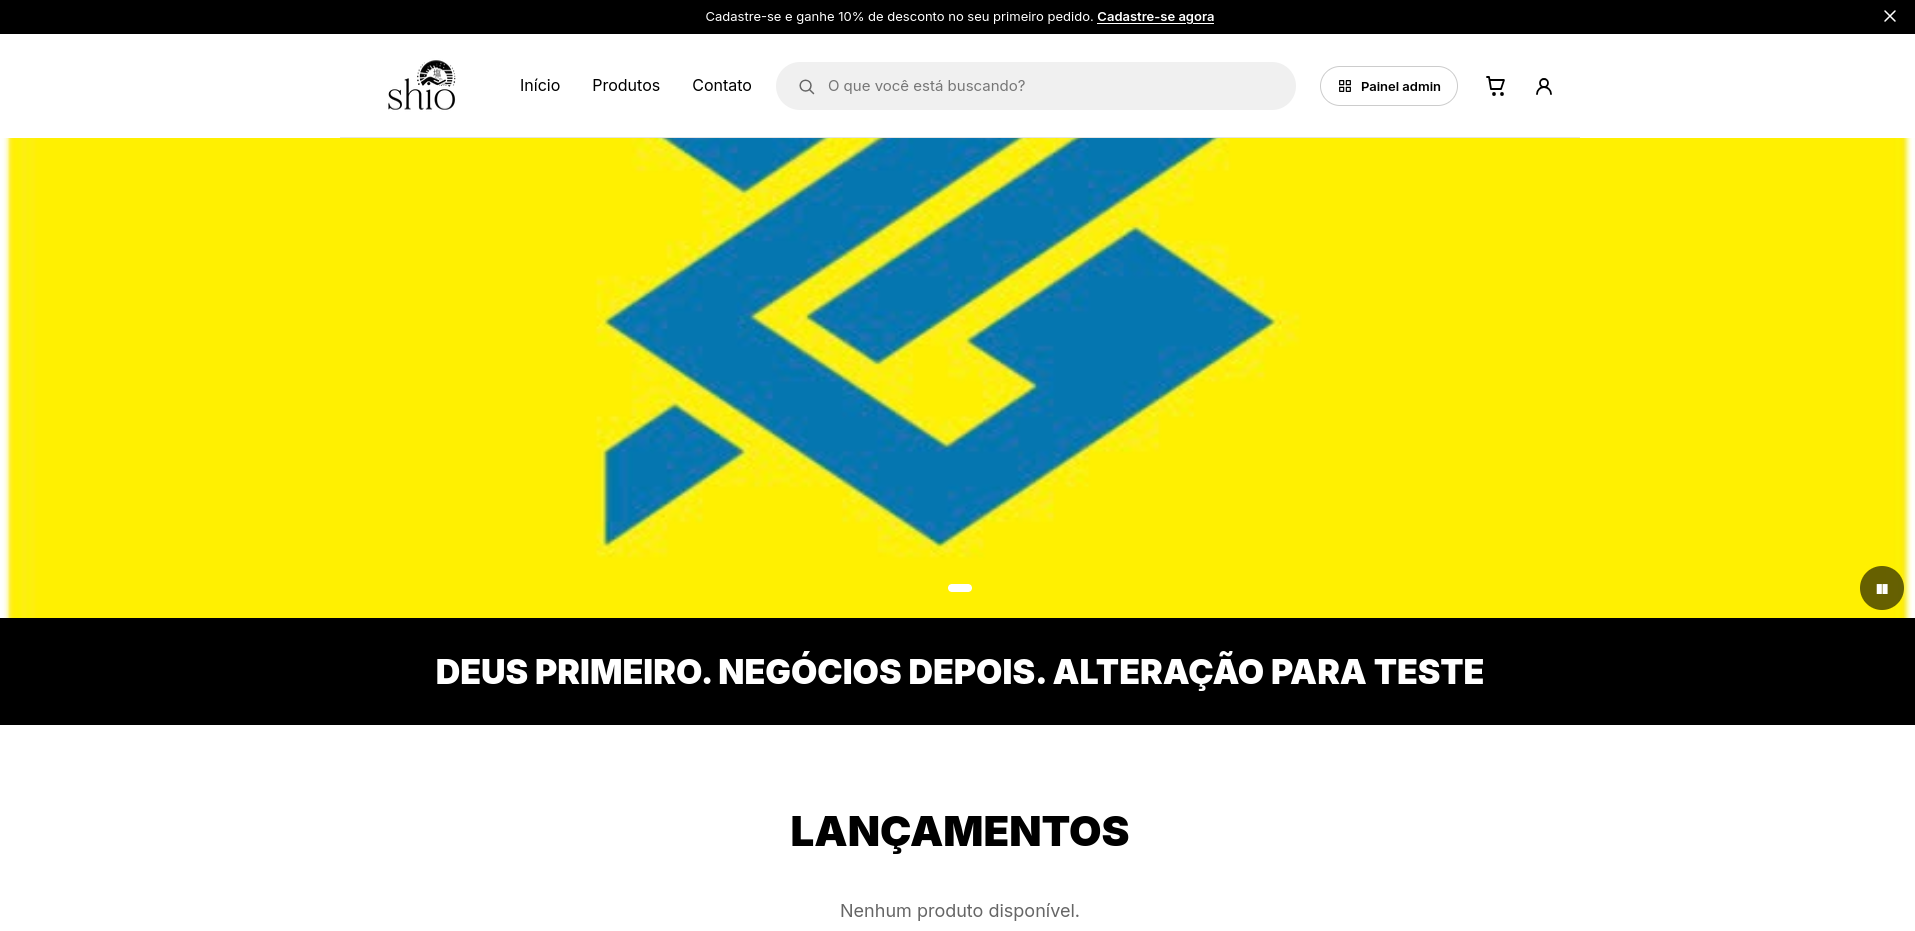 Cadastre-se e ganhe 10% de desconto no seu primeiro pedido. Cadastre-se agora
shio
Início
Produtos
Contato
O que você está buscando?
Painel admin
DEUS PRIMEIRO. NEGÓCIOS DEPOIS. ALTERAÇÃO PARA TESTE
LANÇAMENTOS
Nenhum produto disponível.